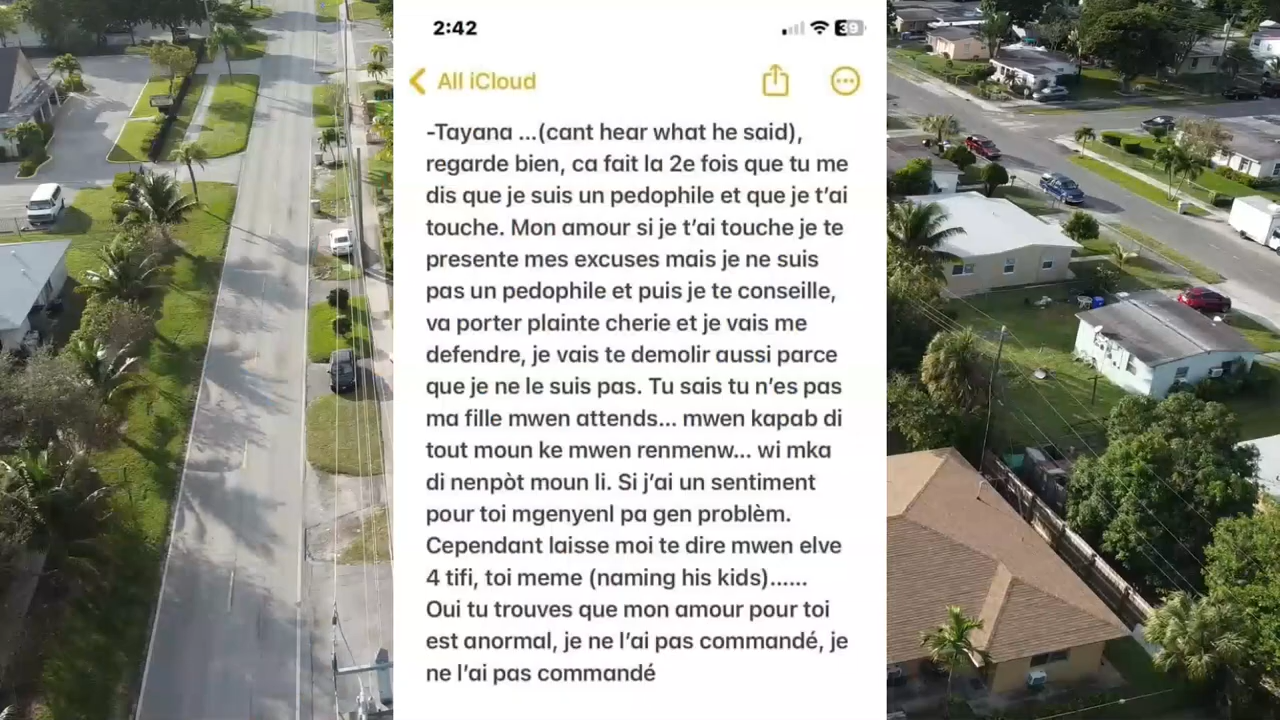 2:42
39
All iCloud
-Tayana ...(cant hear what he said),
regarde bien, ca fait la 2e fois que tu me
dis que je suis un pedophile et que je t'ai
touche. Mon amour si je t'ai touche je te
presente mes excuses mais je ne suis
pas un pedophile et puis je te conseille,
va porter plainte cherie et je vais me
defendre, je vais te demolir aussi parce
que je ne le suis pas. Tu sais tu n'es pas
ma fille mwen attends... mwen kapab di
tout moun ke mwen renmenw... wi mka
di nenpòt moun li. Si j'ai un sentiment
pour toi mgenyenl pa gen problèm.
Cependant laisse moi te dire mwen elve
4 tifi, toi meme (naming his kids)......
Oui tu trouves que mon amour pour toi
est anormal, je ne l'ai pas commandé, je
ne l'ai pas commandé